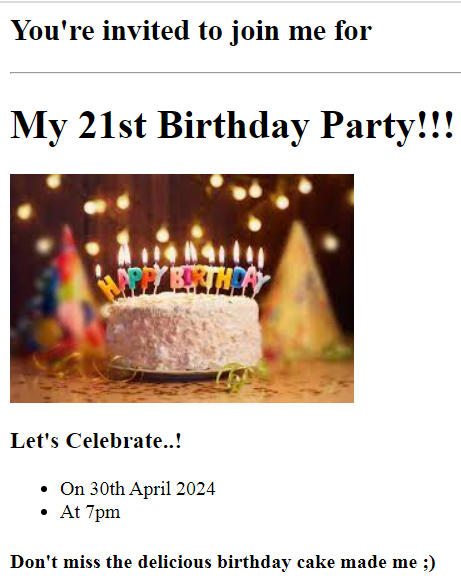 You're invited to join me for
My 21st Birthday Party!!!
HAPPY BIRTHDAY
Let's Celebrate..!
On 30th April 2024
At 7pm
Don't miss the delicious birthday cake made me ;)